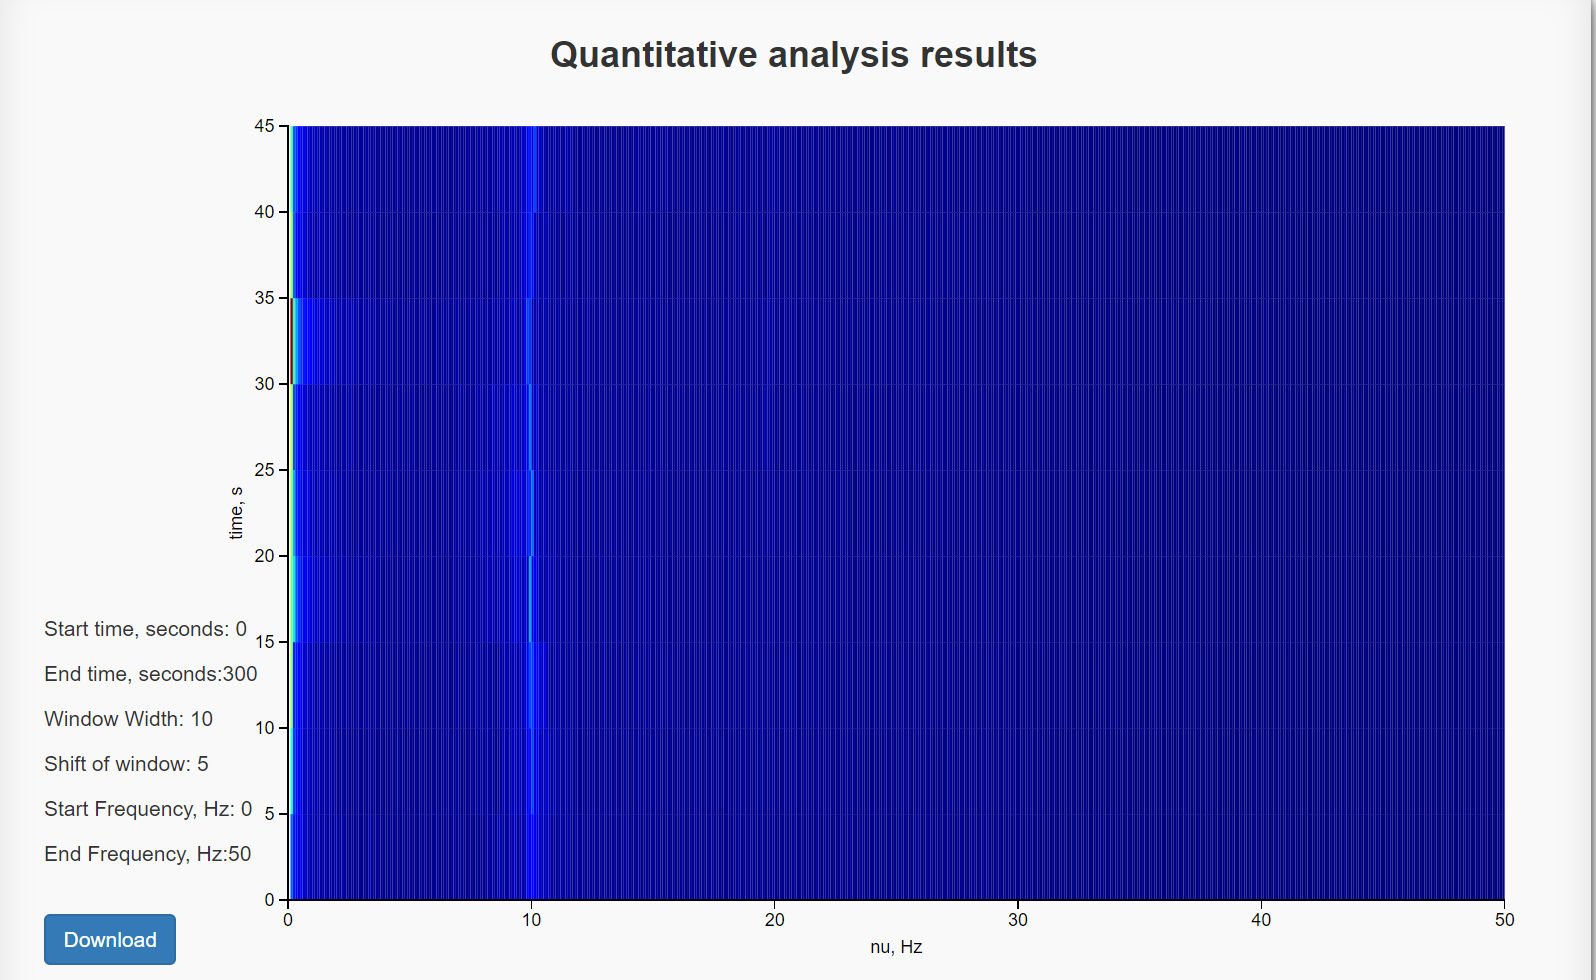 Quantitative analysis results
45
40
35
30
25
20
15
10
5
0
time, s
0 10 20 30 40 50
nu, Hz
Start time, seconds: 0
End time, seconds:300
Window Width: 10
Shift of window: 5
Start Frequency, Hz: 0
End Frequency, Hz:50
Download